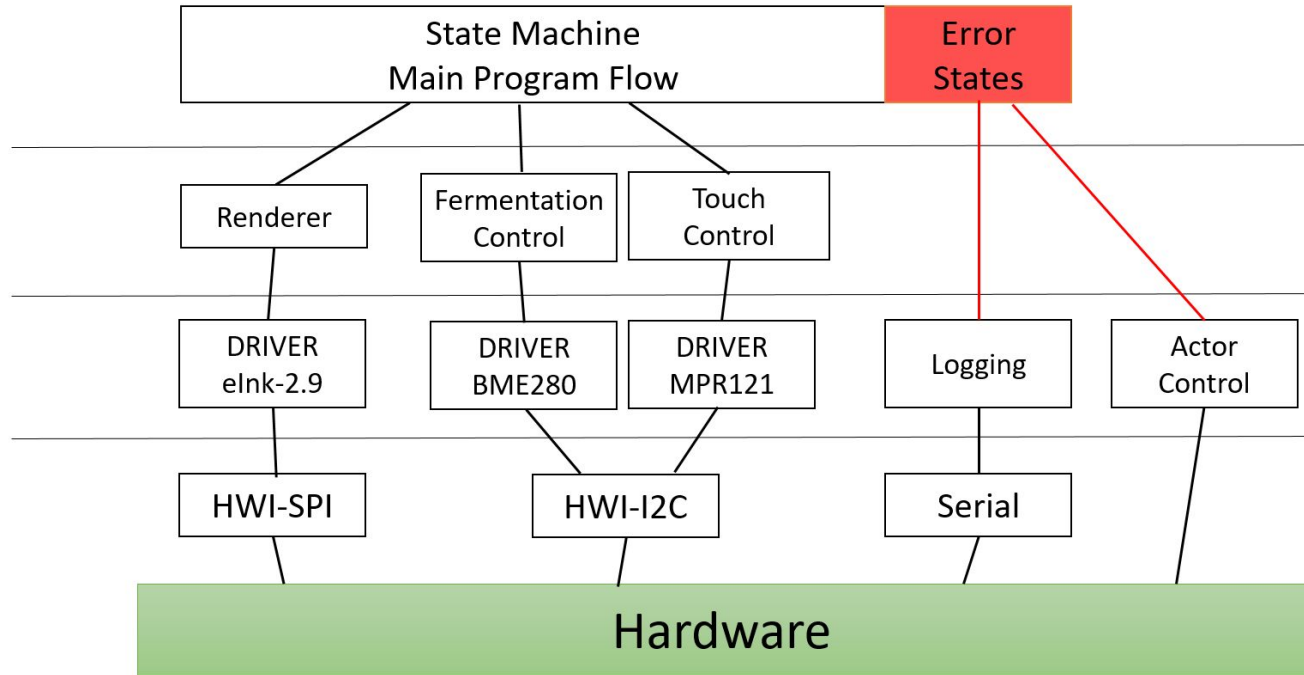 State Machine
Main Program Flow
Error
States
Renderer
Fermentation
Control
Touch
Control
DRIVER
eInk-2.9
DRIVER
BME280
DRIVER
MPR121
Logging
Actor
Control
HWI-SPI
HWI-I2C
Serial
Hardware